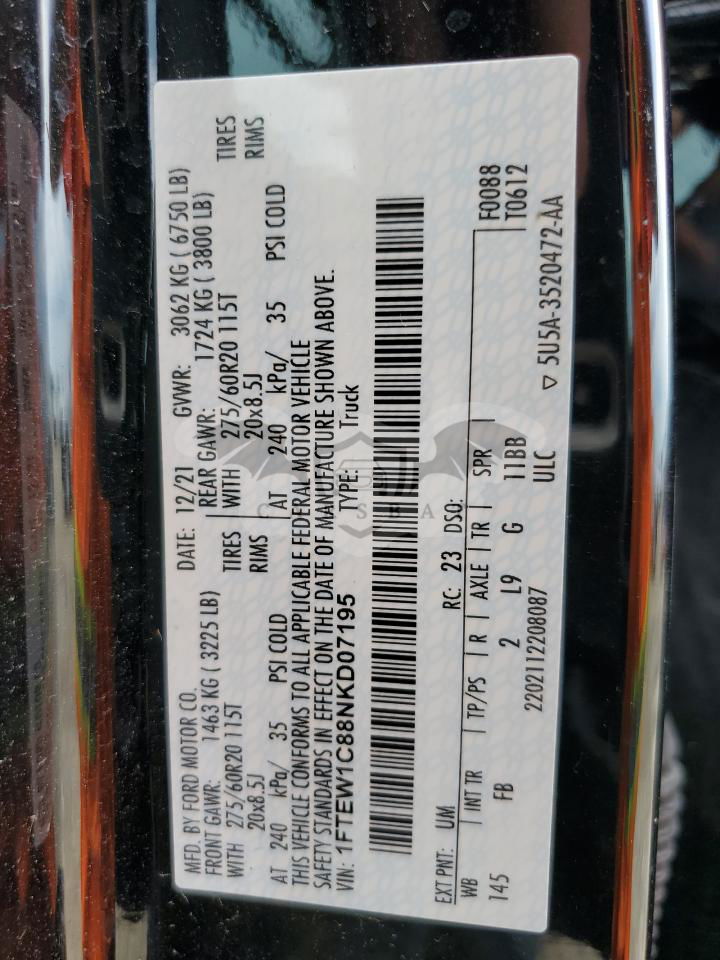 MFD. BY FORD MOTOR CO. DATE: 12/21 GVWR: 3062 KG ( 6750 LB)
FRONT GAWR: 1463 KG ( 3225 LB) REAR GAWR: 1724 KG ( 3800 LB)
WITH 275/60R20 115T TIRES WITH 275/60R20 115T TIRES
20x8.5J RIMS 20x8.5J RIMS
AT 240 kPa/ 35 PSI COLD AT 240 kPa/ 35 PSI COLD
THIS VEHICLE CONFORMS TO ALL APPLICABLE FEDERAL MOTOR VEHICLE
SAFETY STANDARDS IN EFFECT ON THE DATE OF MANUFACTURE SHOWN ABOVE.
VIN: 1FTEW1C88NKD07195 TYPE: Truck
EXT PNT: UM RC: 23 DSO: F0088
WB INT TR TP/PS R AXLE TR SPR T0612
145 FB 2 L9 G 11BB
2202112208087 ULC ▽ 5U5A-3520472-AA